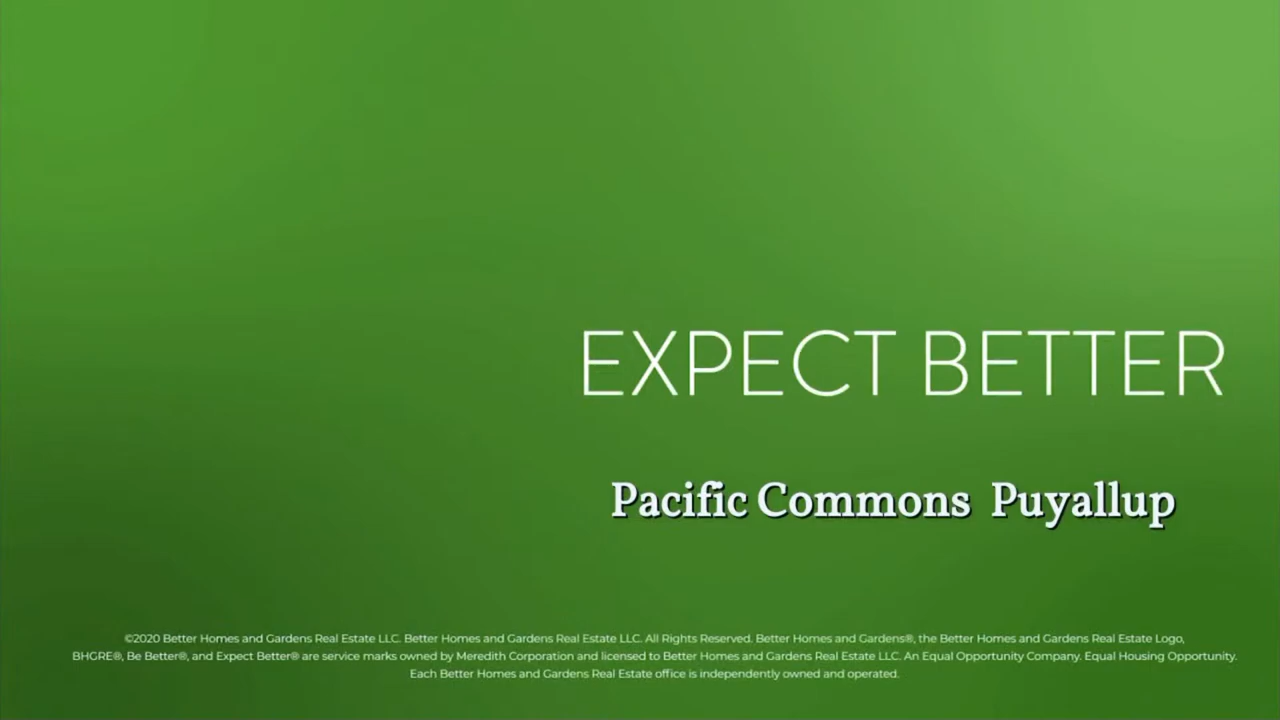 EXPECT BETTER
Pacific Commons Puyallup
©2020 Better Homes and Gardens Real Estate LLC. Better Homes and Gardens Real Estate LLC. All Rights Reserved. Better Homes and Gardens®, the Better Homes and Gardens Real Estate Logo,
BHGRE®, Be Better®, and Expect Better® are service marks owned by Meredith Corporation and licensed to Better Homes and Gardens Real Estate LLC. An Equal Opportunity Company. Equal Housing Opportunity.
Each Better Homes and Gardens Real Estate office is independently owned and operated.